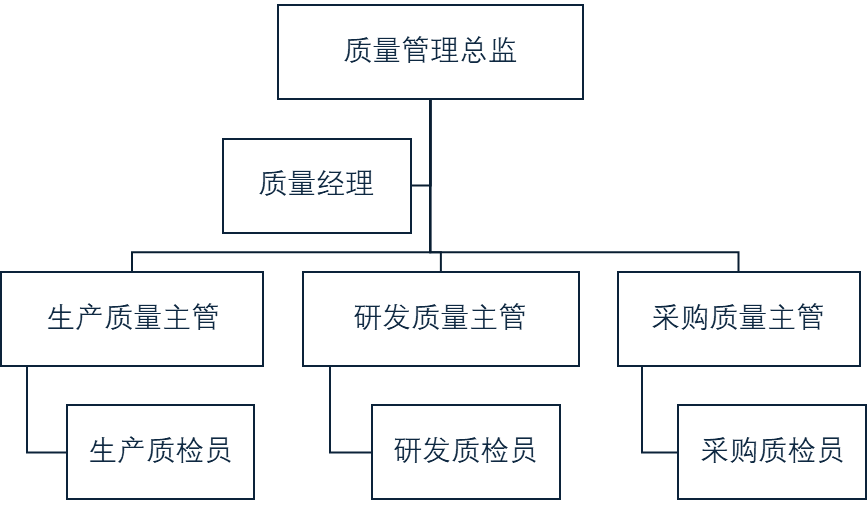 质量管理总监
质量经理
生产质量主管
研发质量主管
采购质量主管
生产质检员
研发质检员
采购质检员